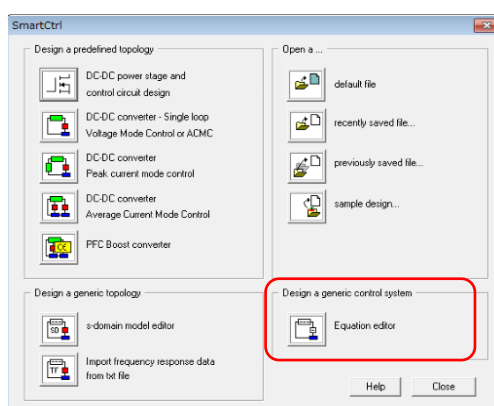 SmartCtrl
Design a predefined topology
DC-DC power stage and
control circuit design
DC-DC converter - Single loop
Voltage Mode Control or ACMC
DC-DC converter
Peak current mode control
DC-DC converter
Average Current Mode Control
PFC Boost converter
Open a ...
default file
recently saved file...
previously saved file...
sample design...
Design a generic topology
SD
s-domain model editor
TF
Import frequency response data
from txt file
Design a generic control system
Equation editor
Help
Close